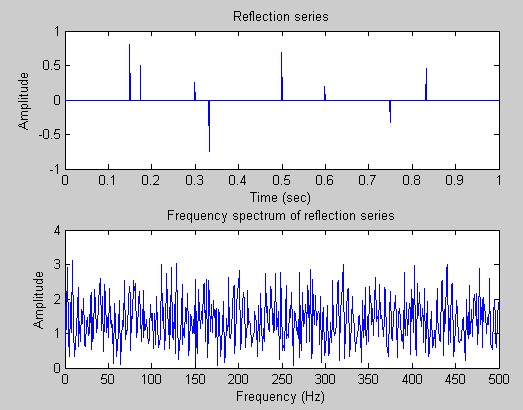 Reflection series
1
0.5
0
-0.5
-1
Amplitude
0 0.1 0.2 0.3 0.4 0.5 0.6 0.7 0.8 0.9 1
Time (sec)
Frequency spectrum of reflection series
4
3
2
1
0
Amplitude
0 50 100 150 200 250 300 350 400 450 500
Frequency (Hz)